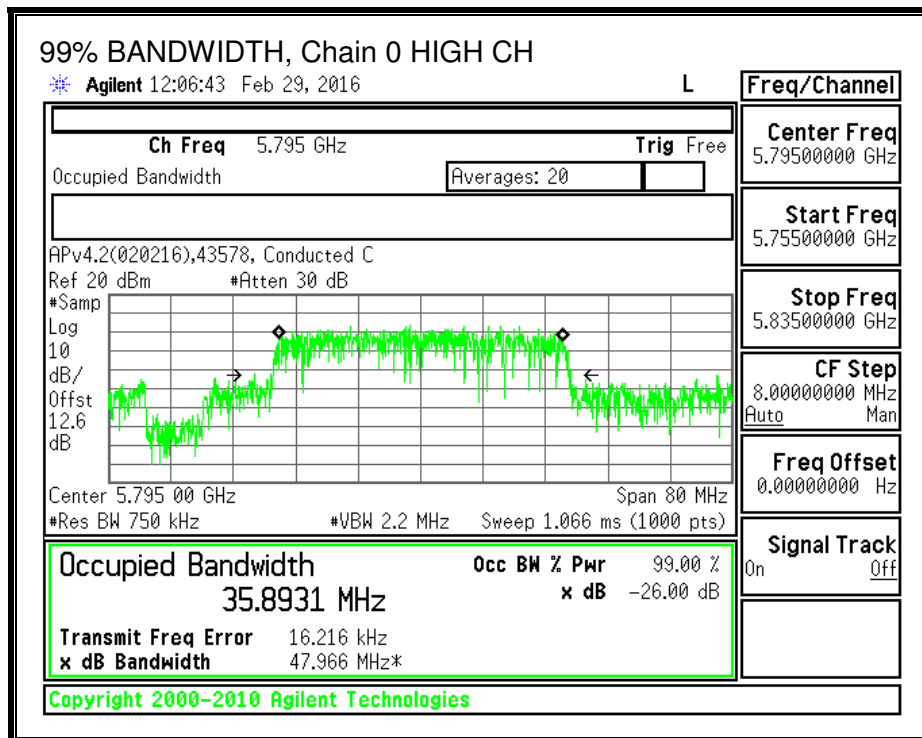 99% BANDWIDTH, Chain 0 HIGH CH
Agilent 12:06:43 Feb 29, 2016 L
Freq/Channel
Ch Freq 5.795 GHz Trig Free
Occupied Bandwidth Averages: 20
Center Freq
5.79500000 GHz
Start Freq
5.75500000 GHz
APv4.2(020216),43578, Conducted C
Ref 20 dBm #Atten 30 dB
#Samp
Log
10
dB/
Offst
12.6
dB
Stop Freq
5.83500000 GHz
CF Step
8.00000000 MHz
Auto Man
Center 5.795 00 GHz Span 80 MHz
#Res BW 750 kHz #VBW 2.2 MHz Sweep 1.066 ms (1000 pts)
Freq Offset
0.00000000 Hz
Signal Track
On Off
Occupied Bandwidth Occ BW % Pwr 99.00 %
35.8931 MHz x dB -26.00 dB
Transmit Freq Error 16.216 kHz
x dB Bandwidth 47.966 MHz*
Copyright 2000-2010 Agilent Technologies